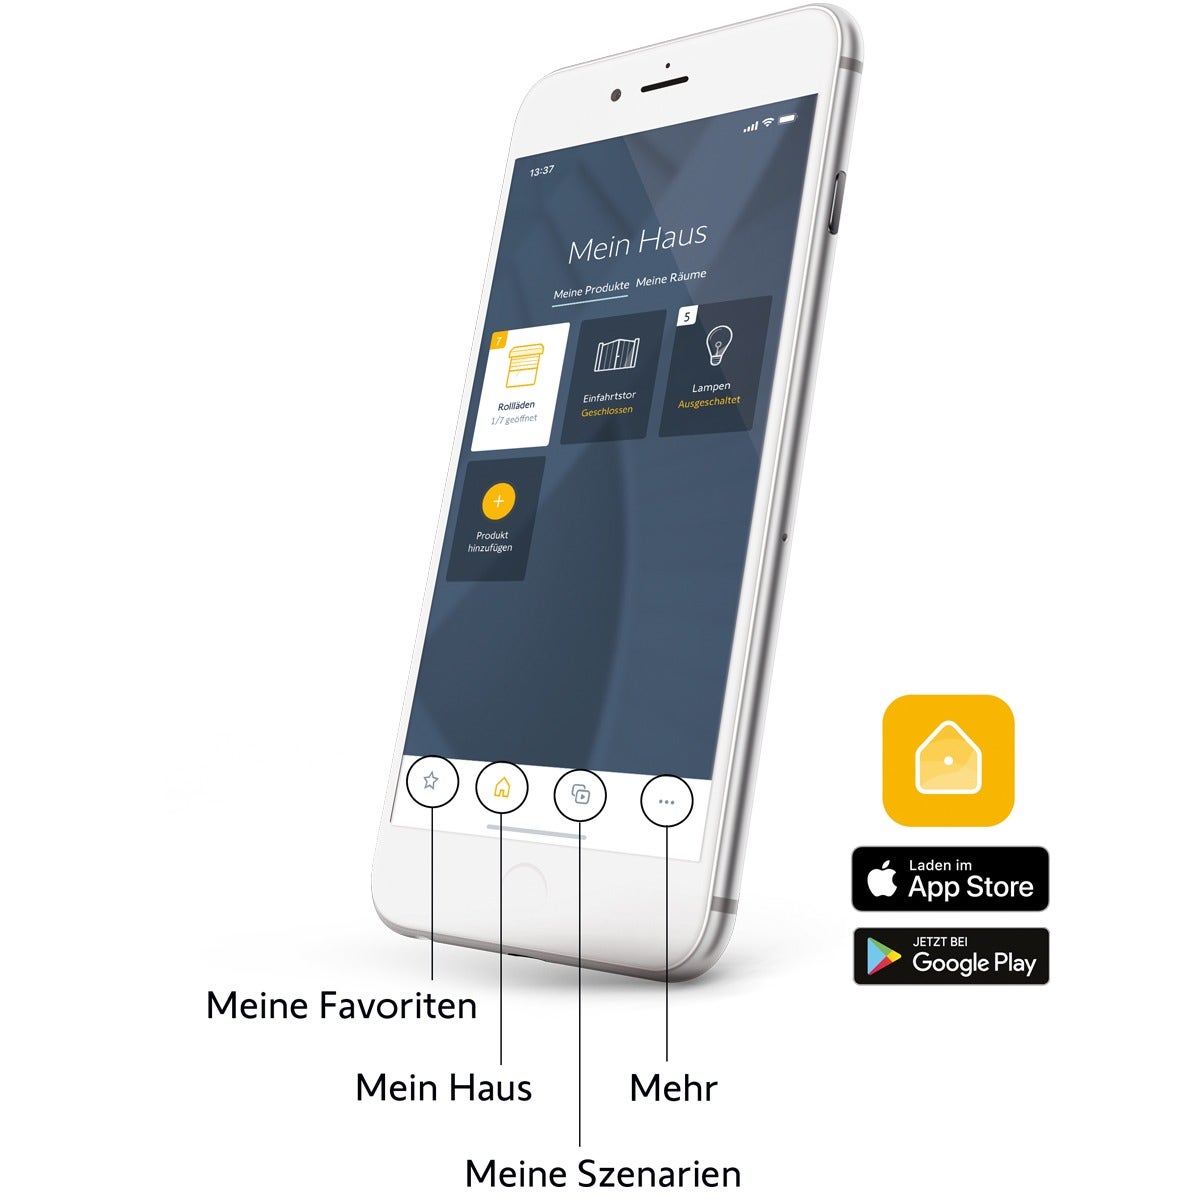 13:37
Mein Haus
Meine Produkte Meine Räume
7
Rollläden
1/7 geöffnet
Einfahrtstor
Geschlossen
5
Lampen
Ausgeschaltet
+
Produkt
hinzufügen
Laden im
App Store
JETZT BEI
Google Play
Meine Favoriten
Mein Haus
Mehr
Meine Szenarien